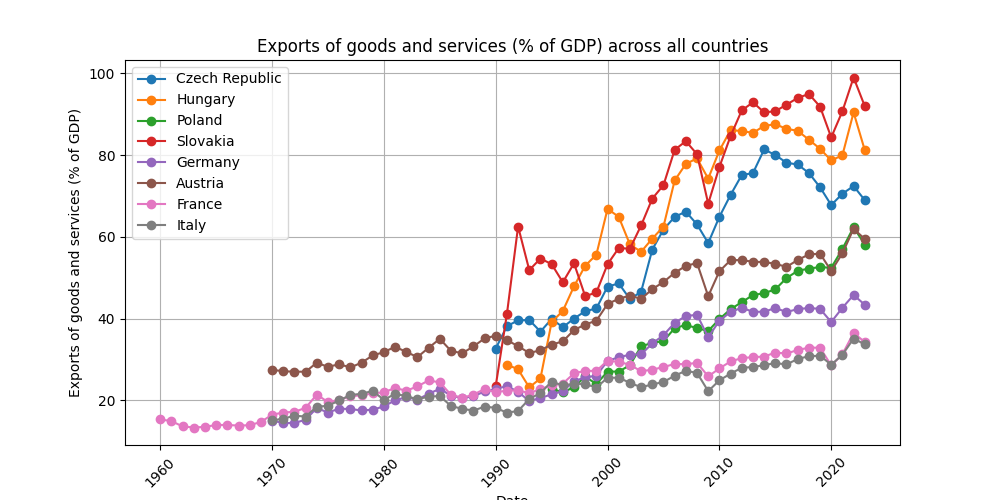 Exports of goods and services (% of GDP) across all countries
Exports of goods and services (% of GDP)
100
80
60
40
20
Czech Republic
Hungary
Poland
Slovakia
Germany
Austria
France
Italy
1960
1970
1980
1990
2000
2010
2020
Date